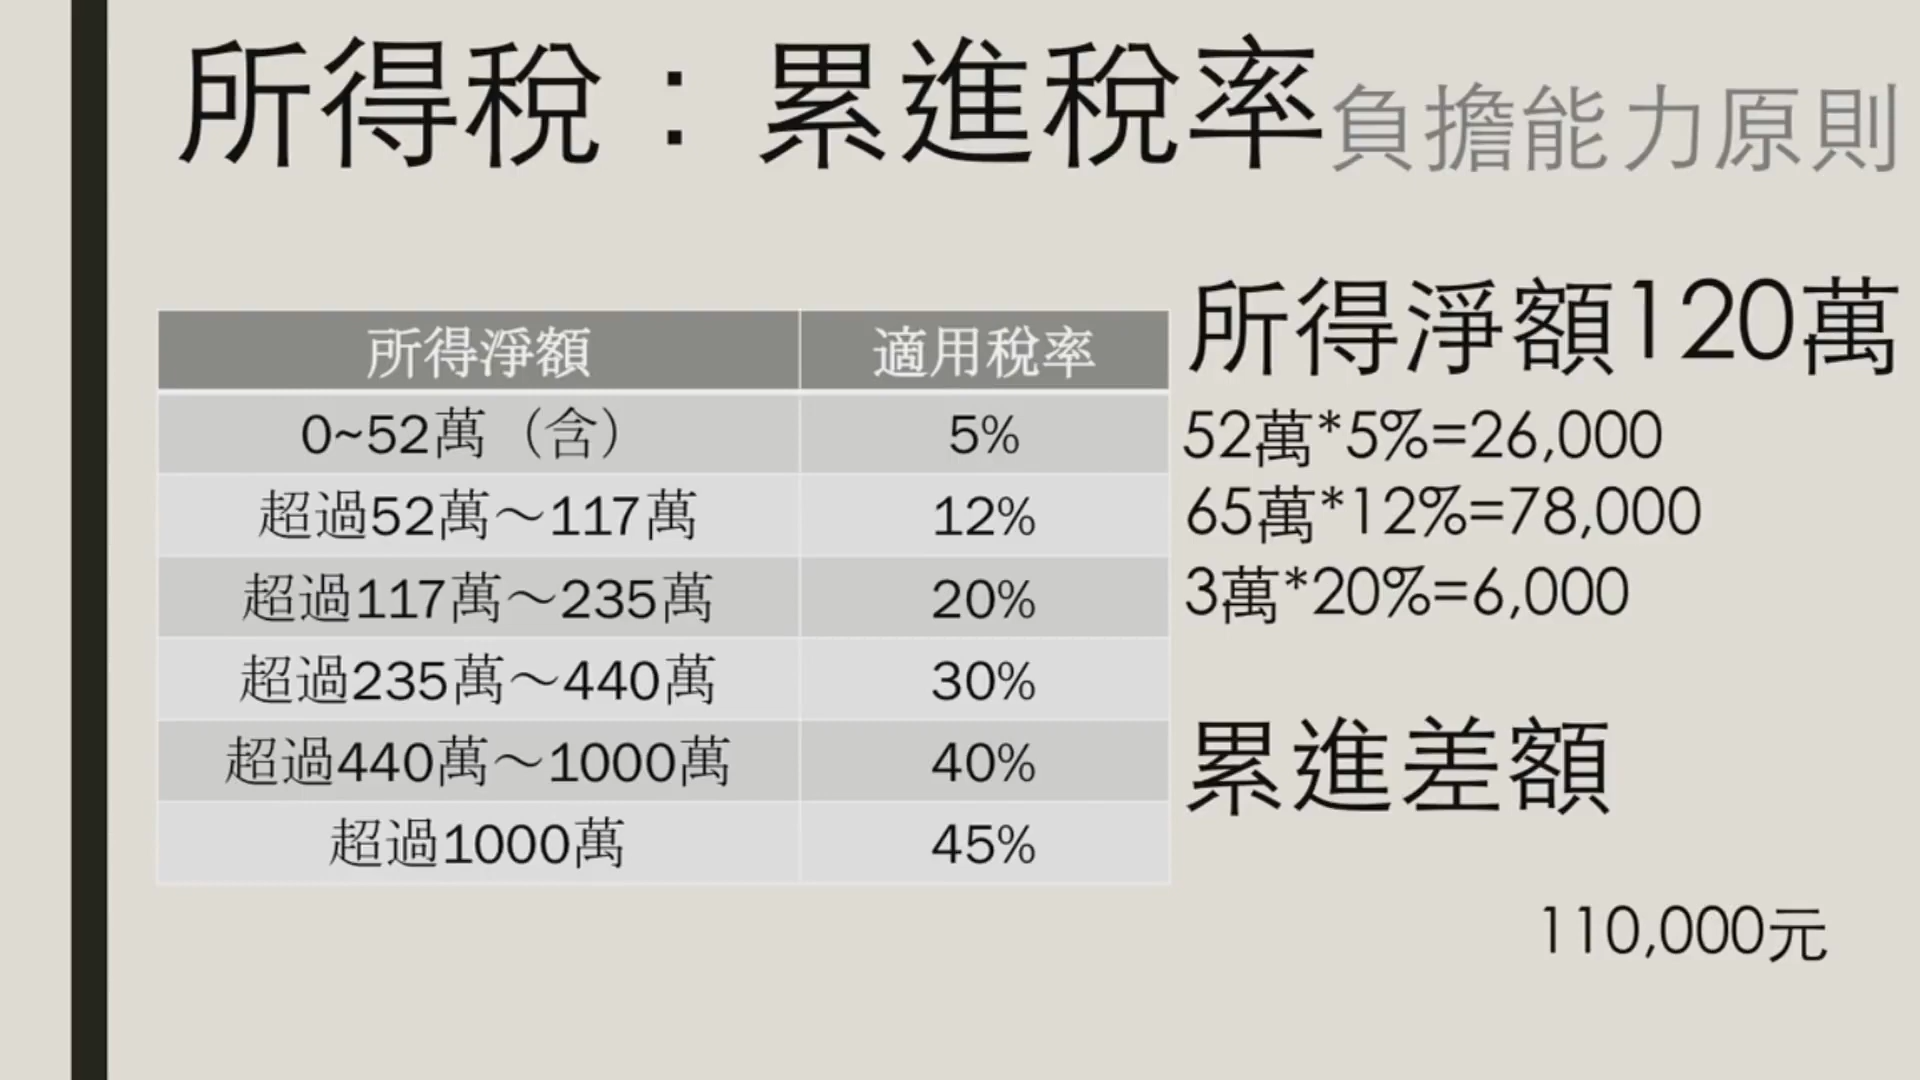 所得稅：累進稅率負擔能力原則
所得淨額 適用稅率
0~52萬（含） 5%
超過52萬～117萬 12%
超過117萬～235萬 20%
超過235萬～440萬 30%
超過440萬～1000萬 40%
超過1000萬 45%
所得淨額120萬
52萬*5%=26,000
65萬*12%=78,000
3萬*20%=6,000
累進差額
110,000元